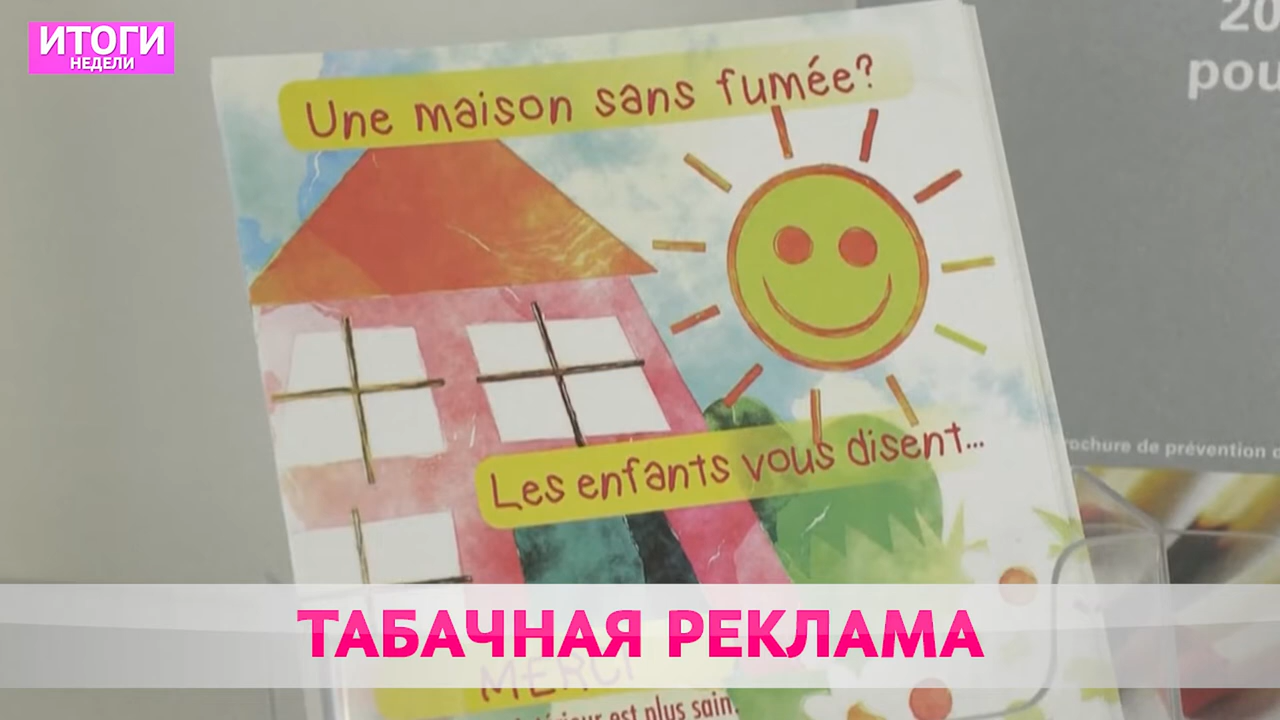 ИТОГИ
НЕДЕЛИ
Une maison sans fumée?
Les enfants vous disent...
rochure de prévention
ТАБАЧНАЯ РЕКЛАМА
MERCI
est plus sain.
20
pou